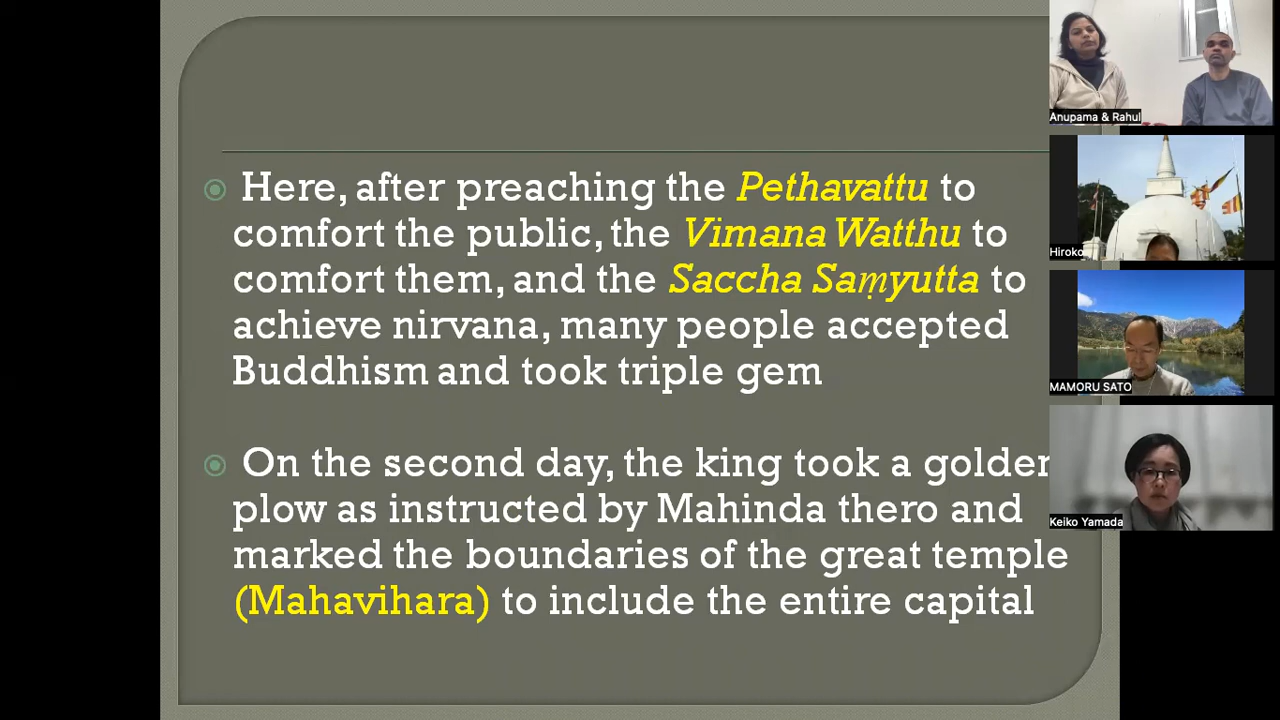 Here, after preaching the Pethavattu to
comfort the public, the Vimana Watthu to
comfort them, and the Saccha Saṃyutta to
achieve nirvana, many people accepted
Buddhism and took triple gem
On the second day, the king took a golden
plow as instructed by Mahinda thero and
marked the boundaries of the great temple
(Mahavihara) to include the entire capital
Anupama & Rahul
Hiroko
MAMORU SATO
Keiko Yamada